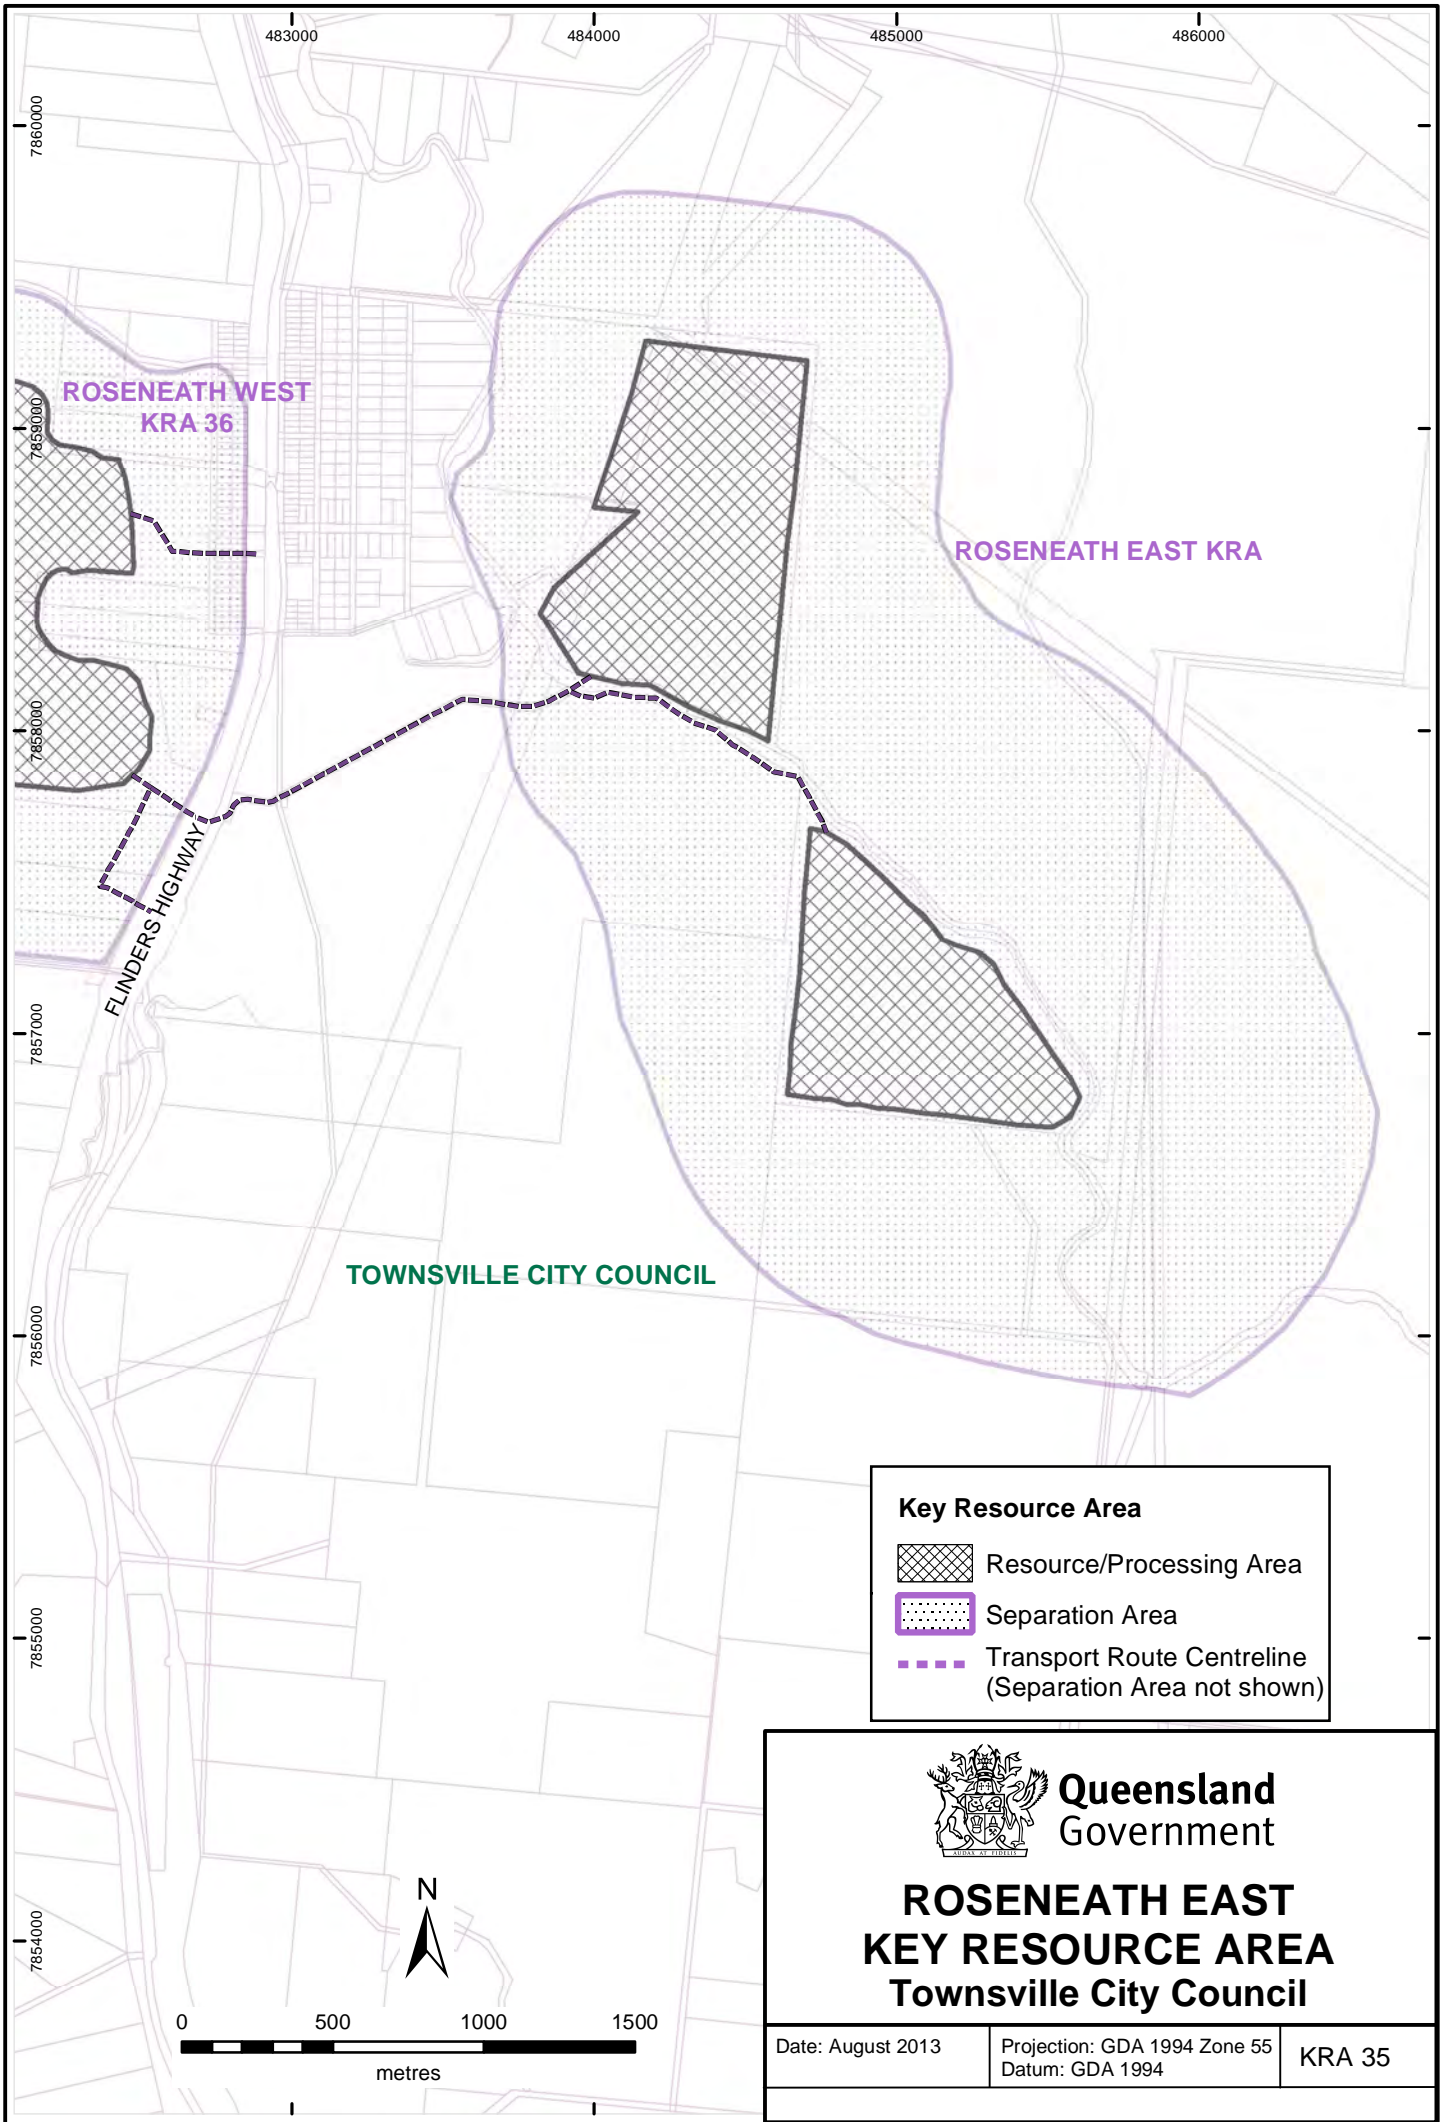 483000
484000
485000
486000
7860000
7859000
7858000
7857000
7856000
7855000
7854000
ROSENEATH WEST
KRA 36
ROSENEATH EAST KRA
FLINDERS HIGHWAY
TOWNSVILLE CITY COUNCIL
Key Resource Area
Resource/Processing Area
Separation Area
Transport Route Centreline
(Separation Area not shown)
Queensland
Government
AUDAX AT FIDELIS
ROSENEATH EAST
KEY RESOURCE AREA
Townsville City Council
Date: August 2013
Projection: GDA 1994 Zone 55
Datum: GDA 1994
KRA 35
N
0 500 1000 1500
metres